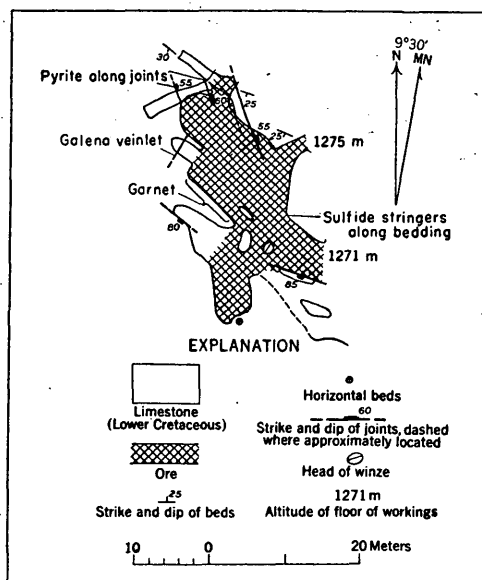 9°30'
N MN
30
Pyrite along joints
55
60
25
55
25
1275 m
Galena veinlet
Garnet
Sulfide stringers
along bedding
80
1271 m
85
EXPLANATION
Limestone
(Lower Cretaceous)
Horizontal beds
60
Strike and dip of joints, dashed
where approximately located
Ore
Head of winze
25
Strike and dip of beds
1271 m
Altitude of floor of workings
10 0 20 Meters